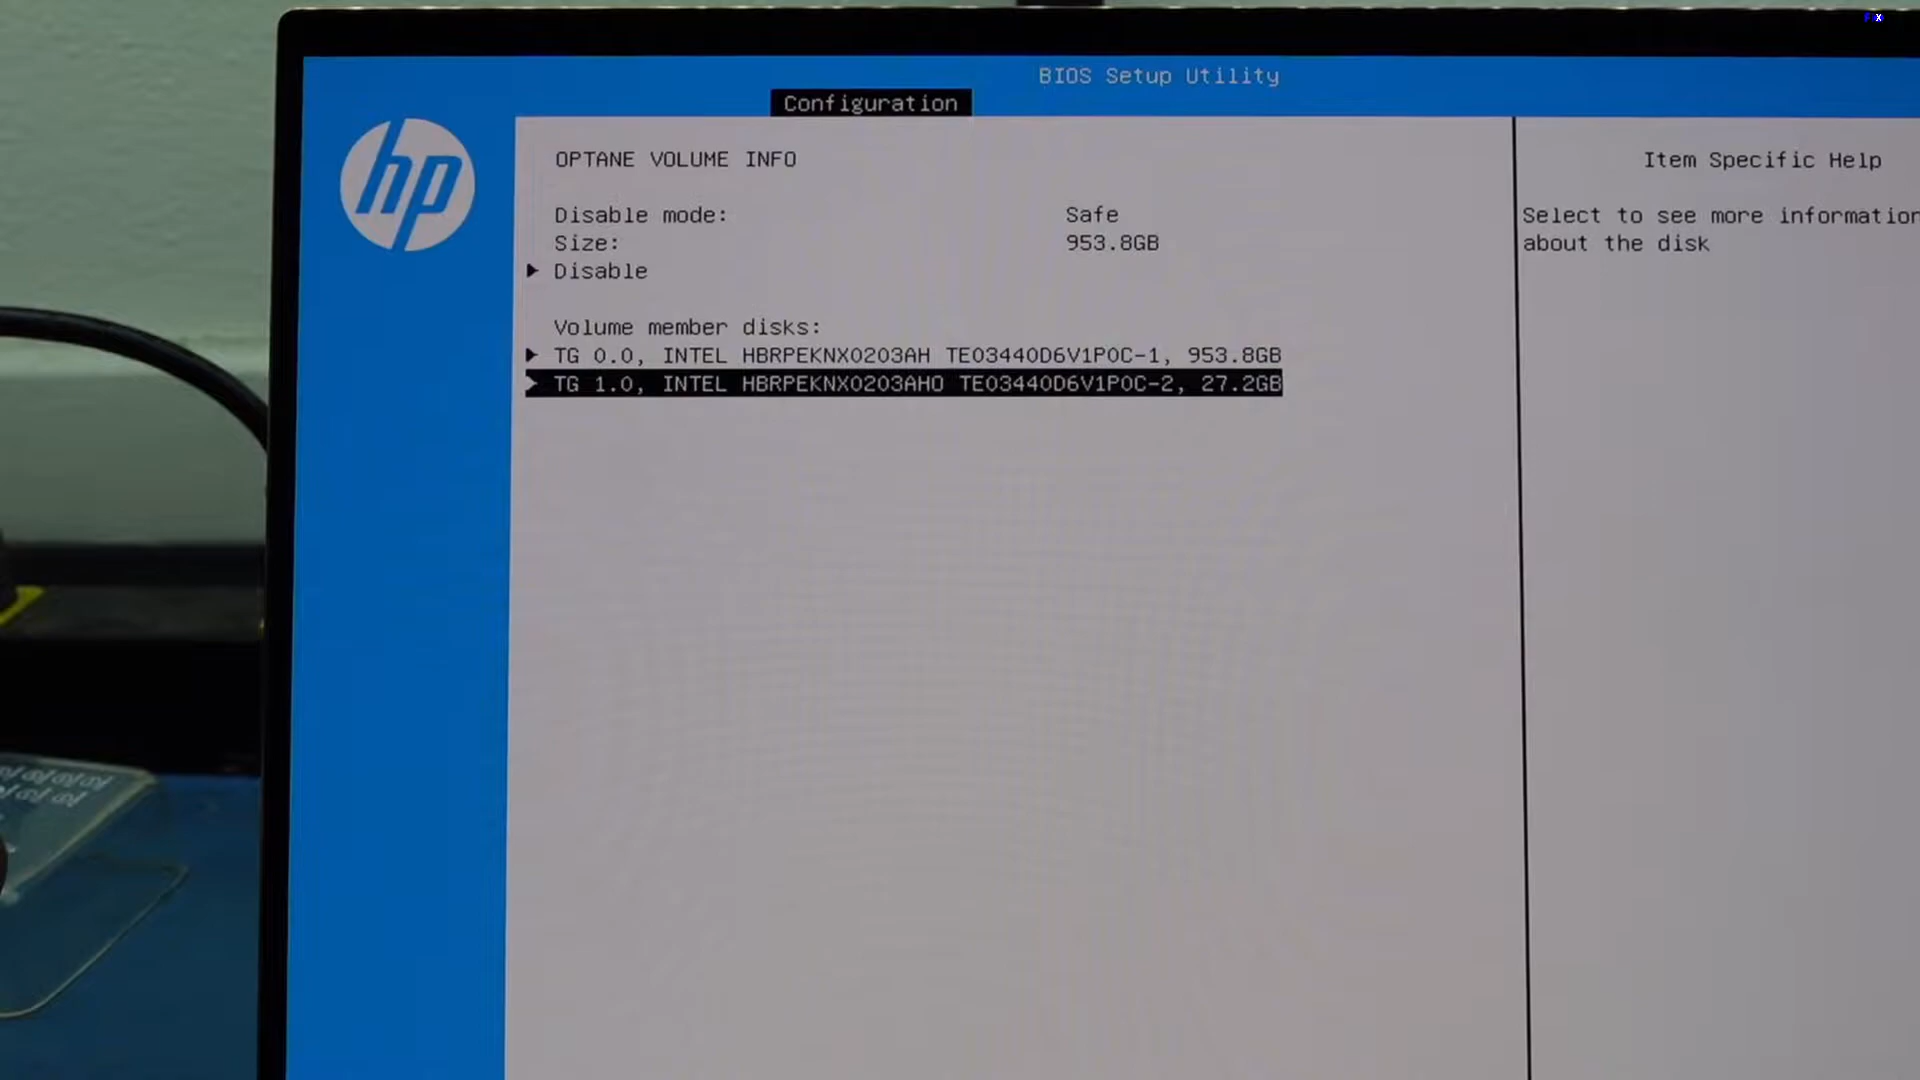 BIOS Setup Utility
Configuration
hp
OPTANE VOLUME INFO
Item Specific Help
Disable mode: Safe
Size: 953.8GB
Disable
Select to see more information
about the disk
Volume member disks:
TG 0.0, INTEL HBRPEKNX0203AH TE03440D6V1P0C-1, 953.8GB
TG 1.0, INTEL HBRPEKNX0203AHO TE03440D6V1P0C-2, 27.2GB